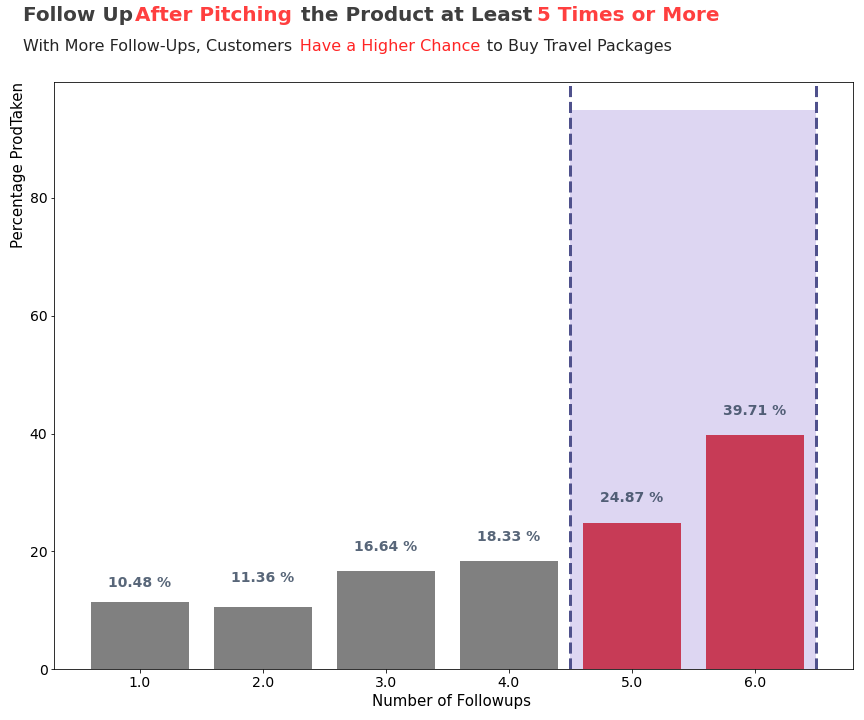 Follow Up After Pitching the Product at Least 5 Times or More
With More Follow-Ups, Customers Have a Higher Chance to Buy Travel Packages
Percentage ProdTaken
80
60
40
20
0
10.48 %
11.36 %
16.64 %
18.33 %
24.87 %
39.71 %
1.0 2.0 3.0 4.0 5.0 6.0
Number of Followups